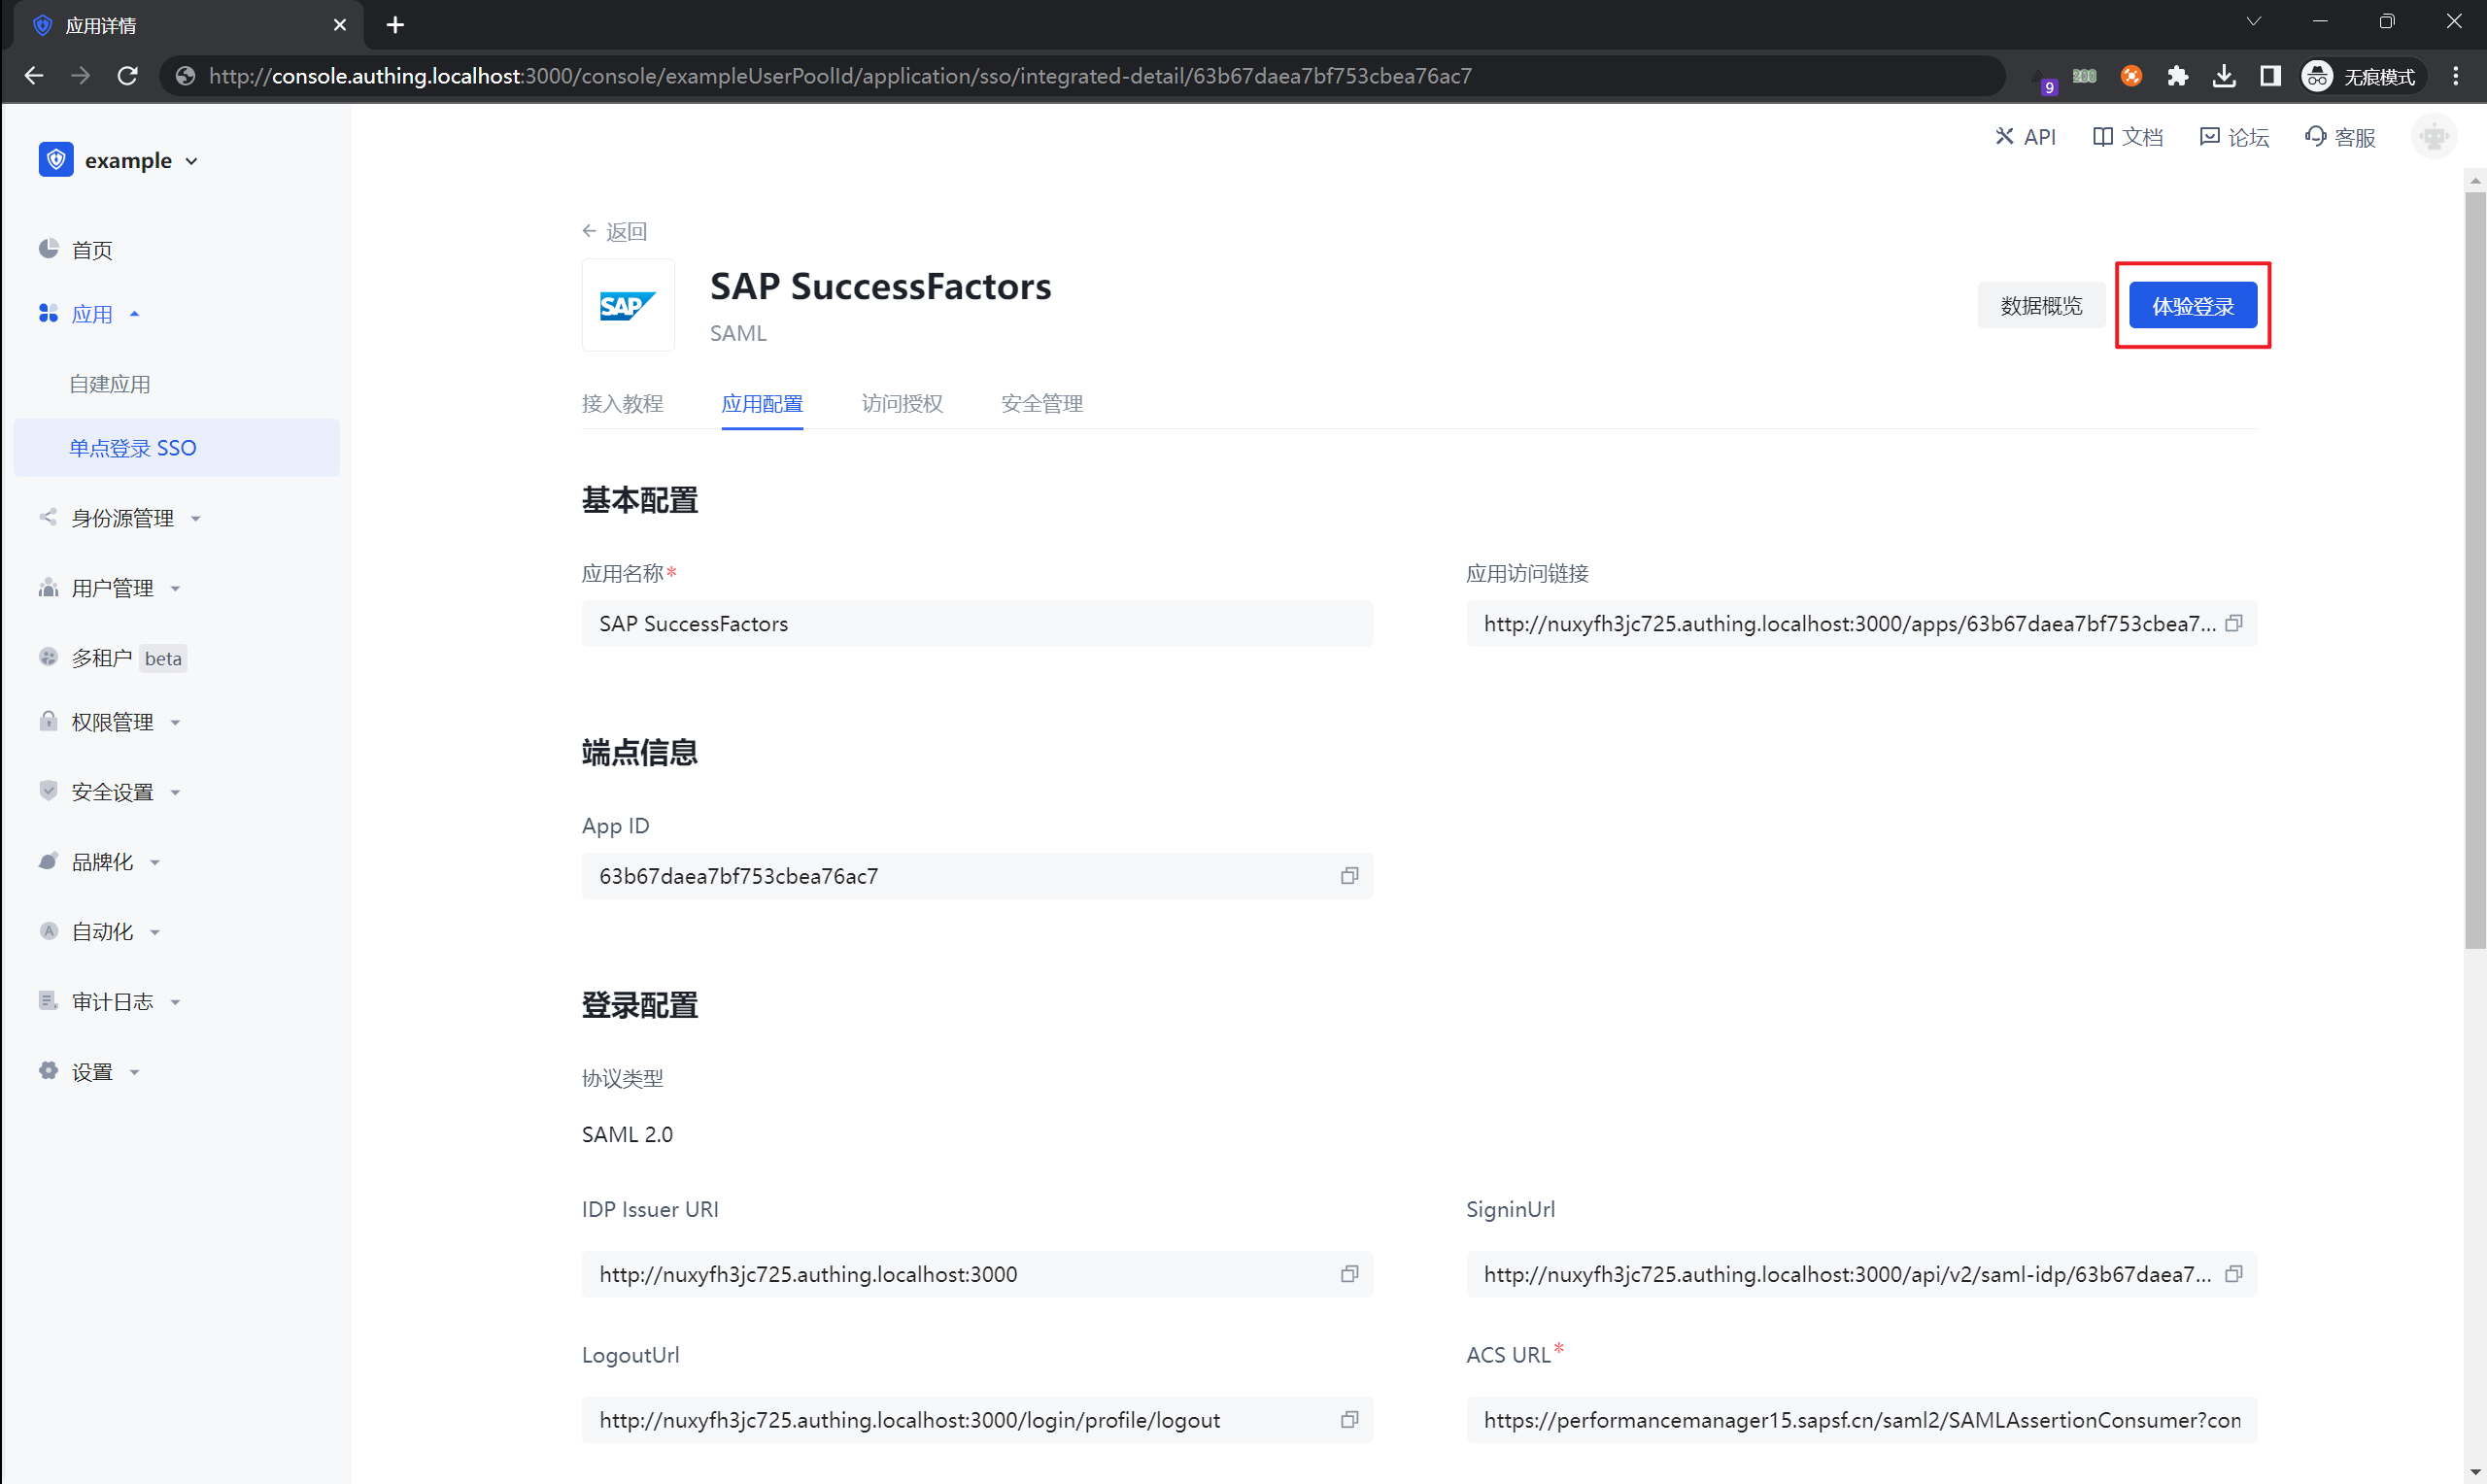 应用详情
http://console.authing.localhost:3000/console/exampleUserPoolId/application/sso/integrated-detail/63b67daea7bf753cbea76ac7
9
200
无痕模式
example
API
文档
论坛
客服
首页
应用
自建应用
单点登录 SSO
身份源管理
用户管理
多租户 beta
权限管理
安全设置
品牌化
自动化
审计日志
设置
返回
SAP
SAP SuccessFactors
SAML
数据概览
体验登录
接入教程
应用配置
访问授权
安全管理
基本配置
应用名称*
应用访问链接
SAP SuccessFactors
http://nuxyfh3jc725.authing.localhost:3000/apps/63b67daea7bf753cbea7...
端点信息
App ID
63b67daea7bf753cbea76ac7
登录配置
协议类型
SAML 2.0
IDP Issuer URI
SigninUrl
http://nuxyfh3jc725.authing.localhost:3000
http://nuxyfh3jc725.authing.localhost:3000/api/v2/saml-idp/63b67daea7...
LogoutUrl
ACS URL*
http://nuxyfh3jc725.authing.localhost:3000/login/profile/logout
https://performancemanager15.sapsf.cn/saml2/SAMLAssertionConsumer?con